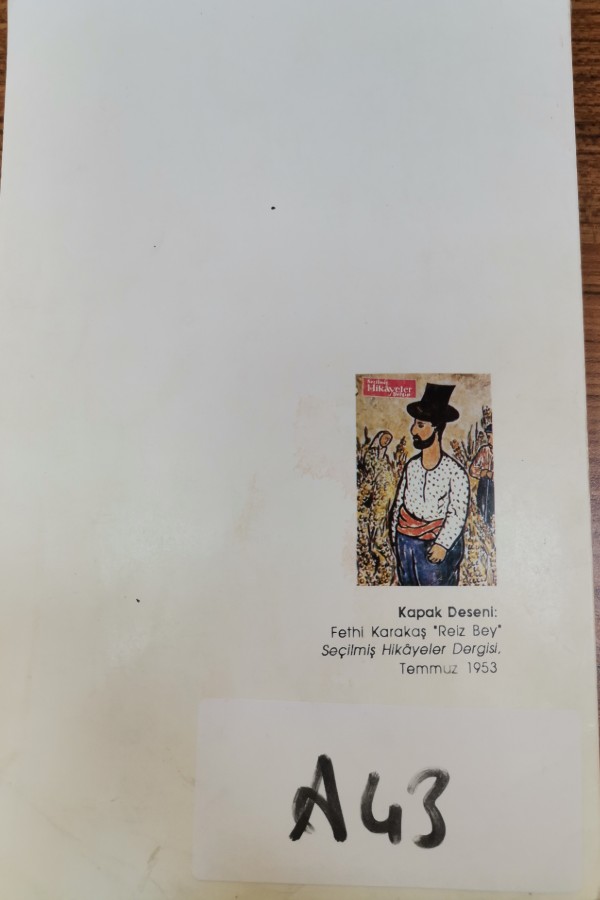 Seçilmiş
Hikâyeler
Dergisi
Kapak Deseni:
Fethi Karakaş "Reiz Bey"
Seçilmiş Hikâyeler Dergisi,
Temmuz 1953
A43